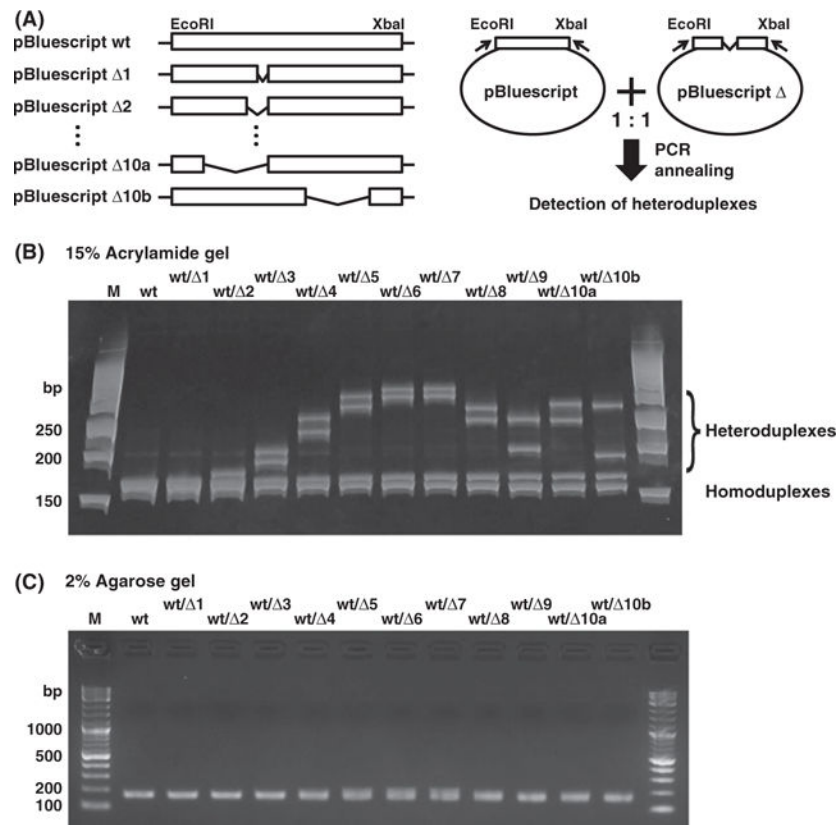 (A)
EcoRI XbaI
pBluescript wt
pBluescript Δ1
pBluescript Δ2
pBluescript Δ10a
pBluescript Δ10b
EcoRI XbaI EcoRI XbaI
pBluescript + pBluescript Δ
1 : 1
PCR
annealing
Detection of heteroduplexes
(B) 15% Acrylamide gel
wt/Δ1 wt/Δ3 wt/Δ5 wt/Δ7 wt/Δ9 wt/Δ10b
M wt wt/Δ2 wt/Δ4 wt/Δ6 wt/Δ8 wt/Δ10a
bp
250
200
150
Heteroduplexes
Homoduplexes
(C) 2% Agarose gel
wt/Δ1 wt/Δ3 wt/Δ5 wt/Δ7 wt/Δ9 wt/Δ10b
M wt wt/Δ2 wt/Δ4 wt/Δ6 wt/Δ8 wt/Δ10a
bp
1000
500
200
100